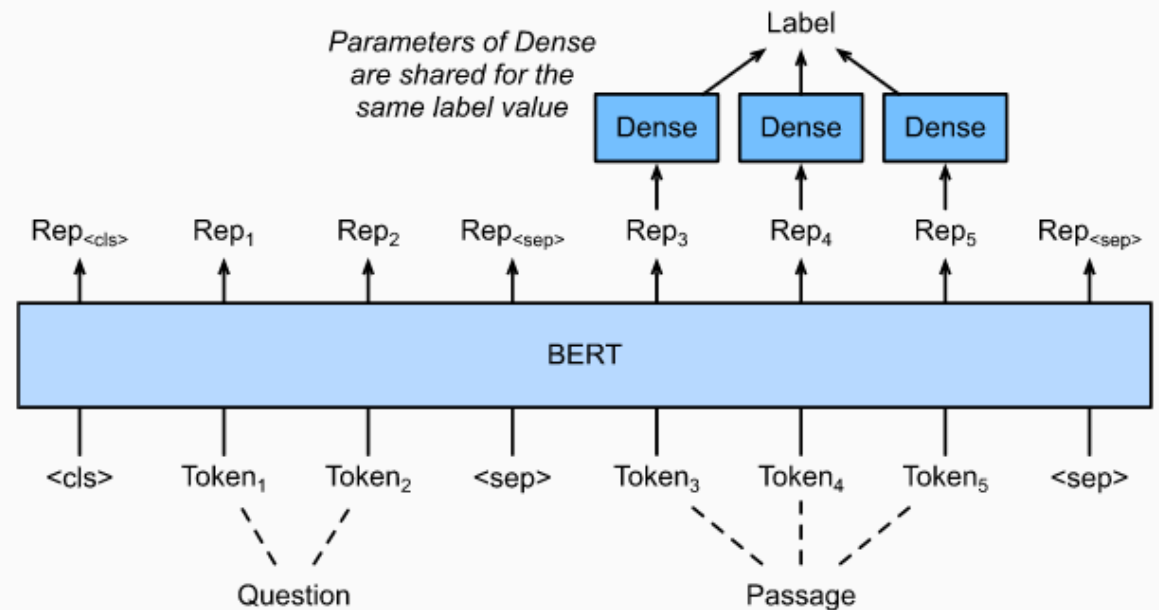 Label
Parameters of Dense
are shared for the
same label value
Dense Dense Dense
Rep<cls> Rep1 Rep2 Rep<sep> Rep3 Rep4 Rep5 Rep<sep>
BERT
<cls> Token1 Token2 <sep> Token3 Token4 Token5 <sep>
Question Passage